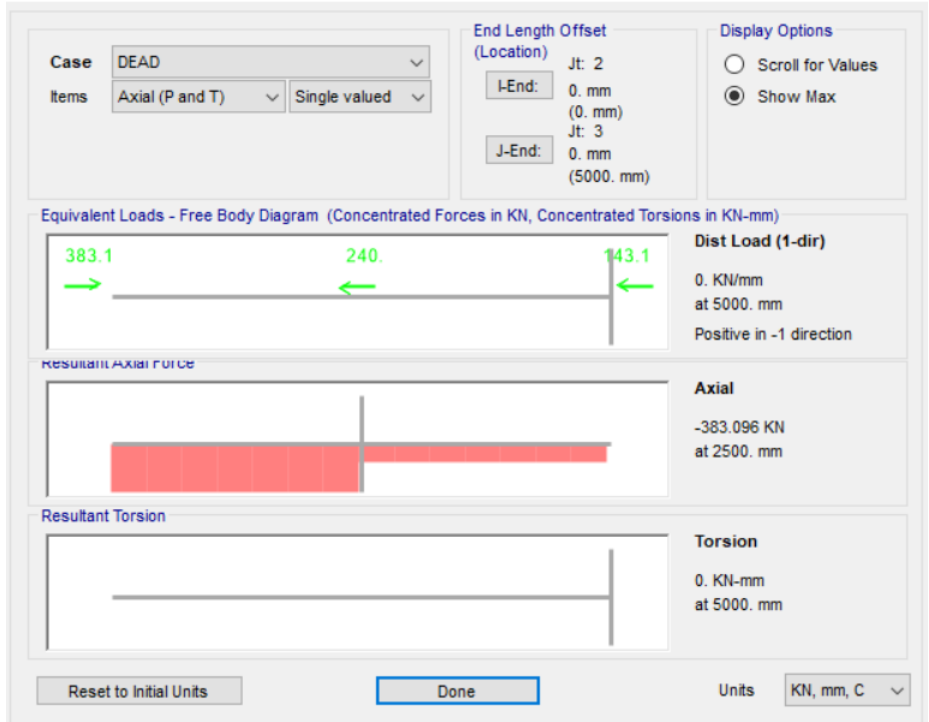 End Length Offset
(Location)
Display Options
Case DEAD
Items Axial (P and T) Single valued
I-End:
Jt: 2
0. mm
(0. mm)
J-End:
Jt: 3
0. mm
(5000. mm)
Scroll for Values
Show Max
Equivalent Loads - Free Body Diagram (Concentrated Forces in KN, Concentrated Torsions in KN-mm)
383.1 240. 143.1
Dist Load (1-dir)
0. KN/mm
at 5000. mm
Positive in -1 direction
Resultant Axial Force
Axial
-383.096 KN
at 2500. mm
Resultant Torsion
Torsion
0. KN-mm
at 5000. mm
Reset to Initial Units Done Units KN, mm, C